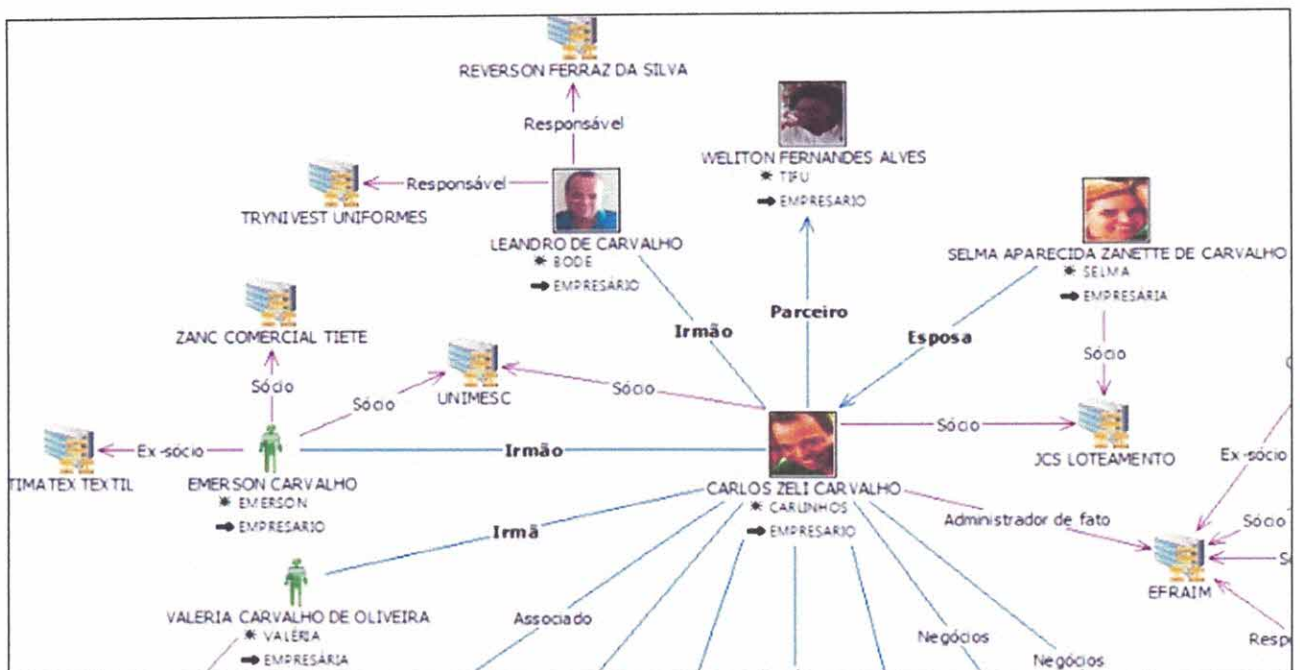 REVERSON FERRAZ DA SILVA
Responsável
WELITON FERNANDES ALVES
TIFU
EMPRESARIO
Responsável
TRYNIVEST UNIFORMES
LEANDRO DE CARVALHO
BODE
EMPRESÁRIO
SELMA APARECIDA ZANETTE DE CARVALHO
SELMA
EMPRESÁRIA
Parceiro
Irmão
Esposa
ZANC COMERCIAL TIETE
Sócio
Sócio
UNIMESC
Sócio
Sócio
Sócio
JCS LOTEAMENTO
Ex-sócio
TIMATEX TEXTIL
Irmão
EMERSON CARVALHO
EMERSON
EMPRESARIO
CARLOS ZELI CARVALHO
CARLINHOS
EMPRESARIO
Ex-sócio
Administrador de fato
Sócio
EFRAIM
Irmã
VALERIA CARVALHO DE OLIVEIRA
VALÉRIA
EMPRESÁRIA
Associado
Negócios
Negócios
Resp